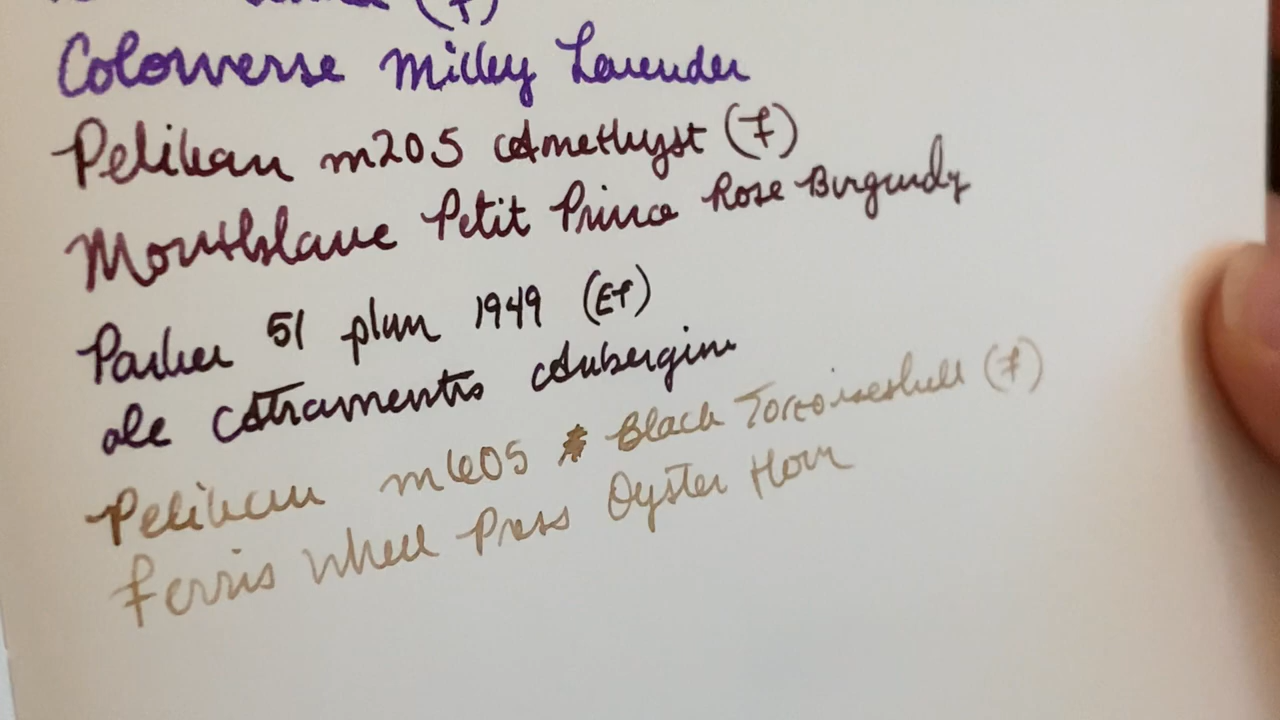 (F)
Colorverse Milky Lavender
Pelikan m205 Amethyst (F)
Montblanc Petit Prince Rose Burgundy
Parker 51 plum 1949 (EF)
de Atramentis Aubergine
Pelikan m605 Black Tortoiseshell (F)
Ferris Wheel Press Oyster Hour